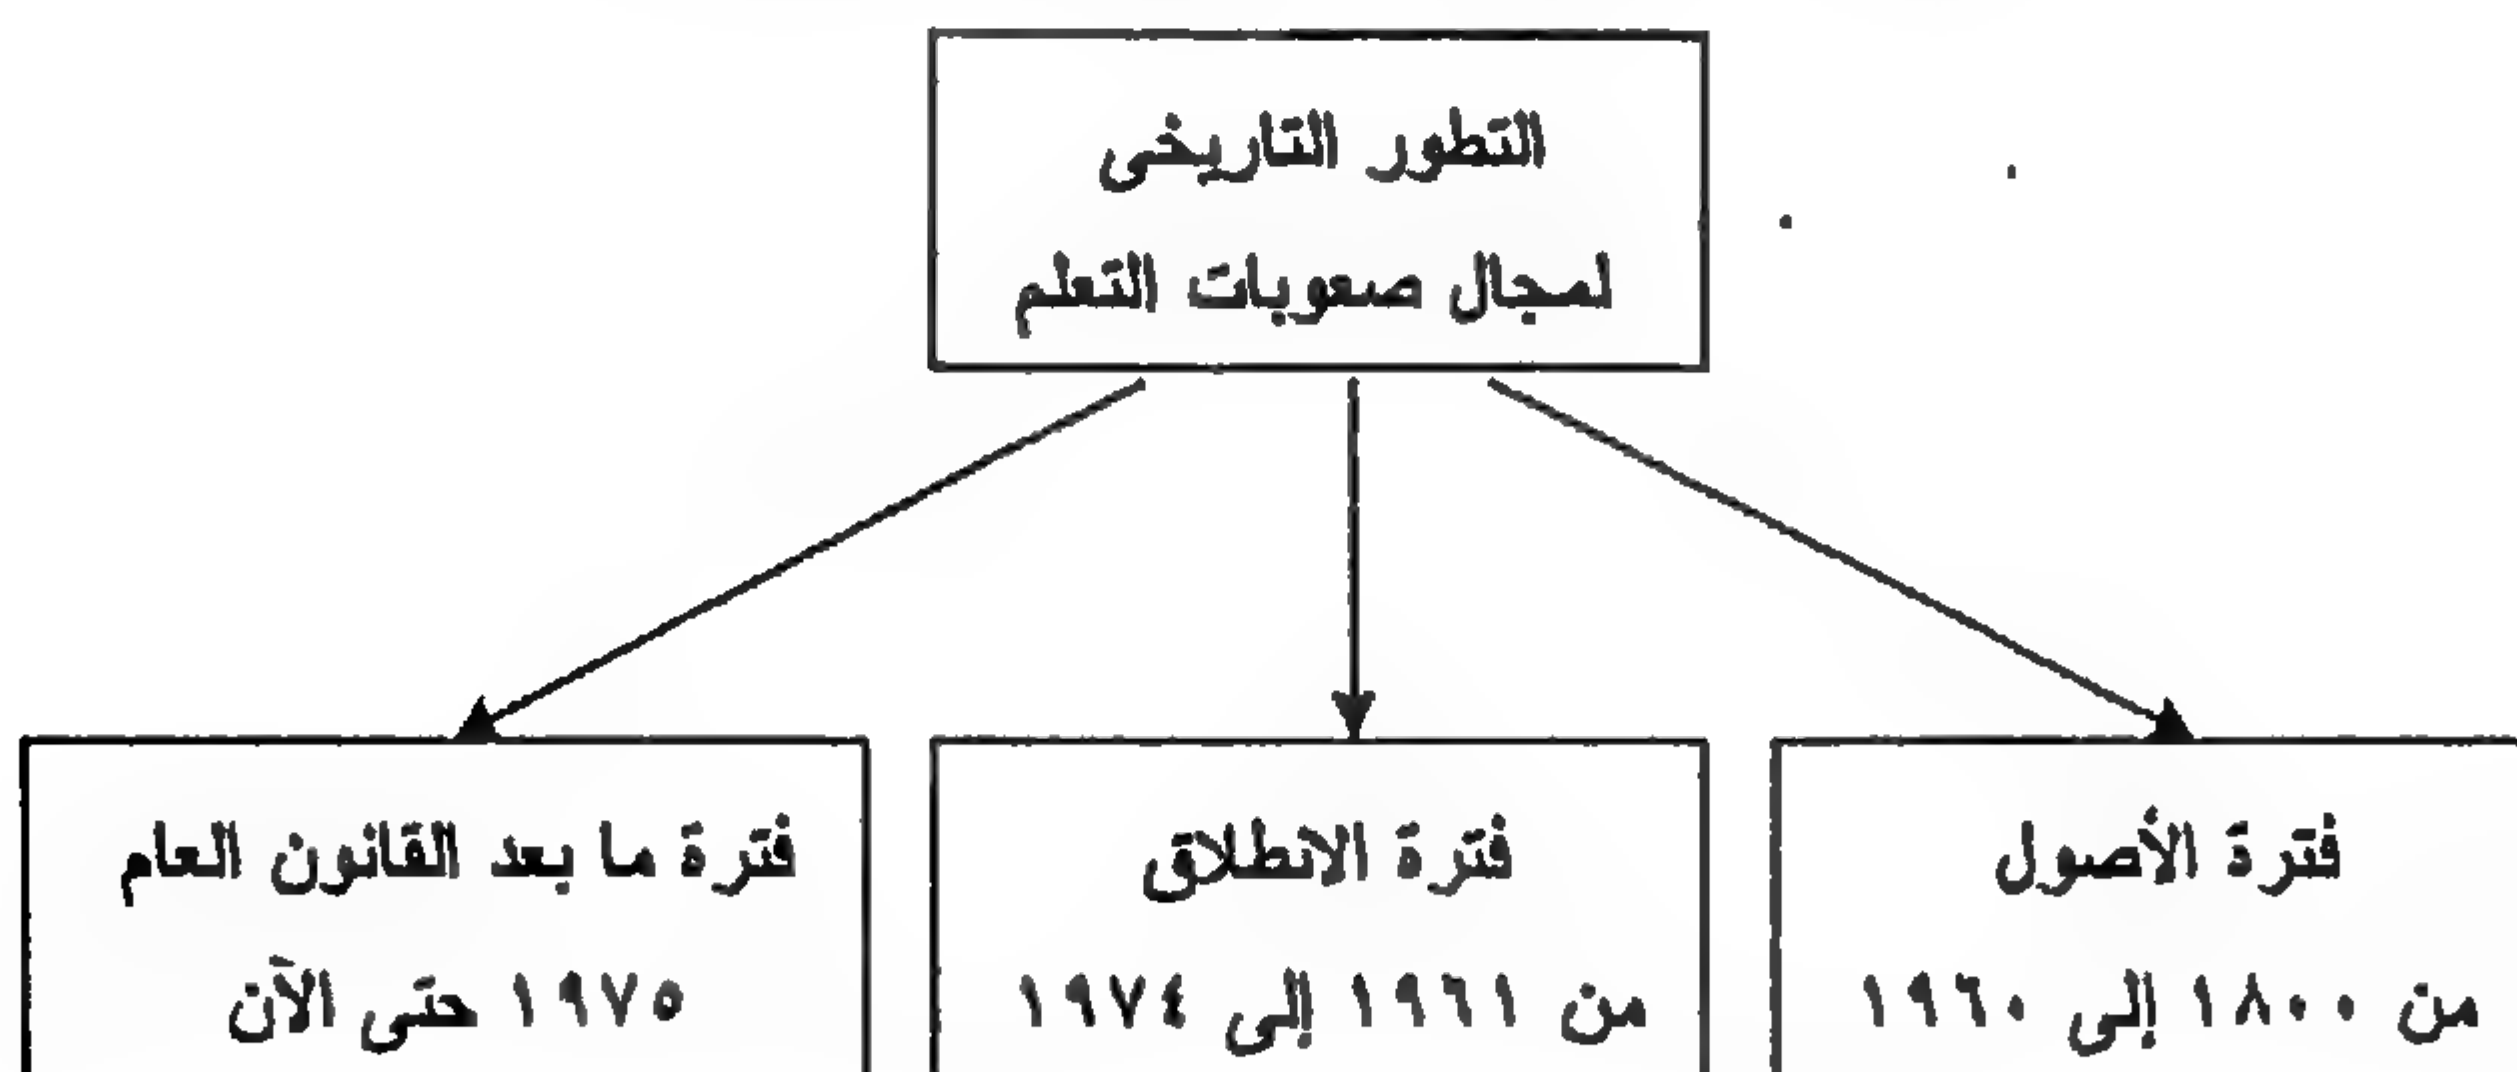 التطور التاريخى
لمجال صعوبات التعلم
فترة الأصول
من ١٨٠٠ إلى ١٩٦٠
فترة الانطلاق
من ١٩٦١ إلى ١٩٧٤
فترة ما بعد القانون العام
١٩٧٥ حتى الآن